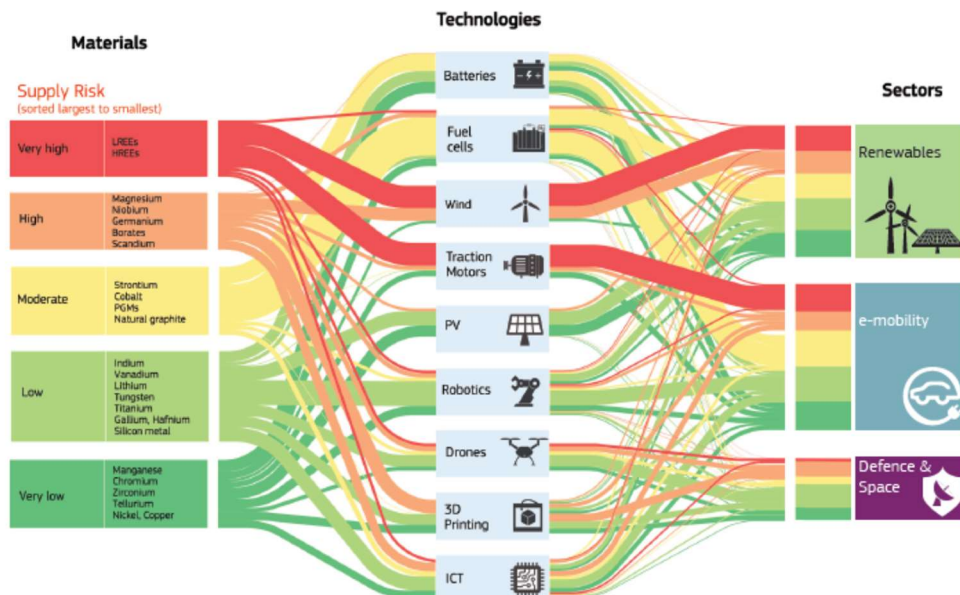 Materials
Technologies
Sectors
Supply Risk
(sorted largest to smallest)
Very high
LREEs
HREEs
High
Magnesium
Niobium
Germanium
Borates
Scandium
Moderate
Strontium
Cobalt
PGMs
Natural graphite
Low
Indium
Vanadium
Lithium
Tungsten
Titanium
Gallium, Hafnium
Silicon metal
Very low
Manganese
Chromium
Zirconium
Tellurium
Nickel, Copper
Batteries
Fuel
cells
Wind
Traction
Motors
PV
Robotics
Drones
3D
Printing
ICT
Renewables
e-mobility
Defence &
Space